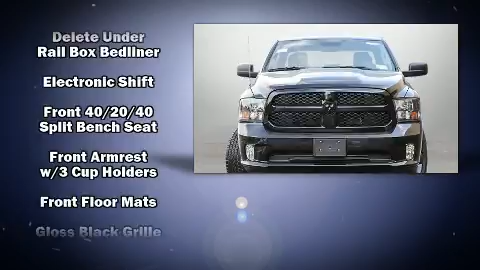 Delete Under
Rail Box Bedliner
Electronic Shift
Front 40/20/40
Split Bench Seat
Front Armrest
w/3 Cup Holders
Front Floor Mats
Gloss Black Grille